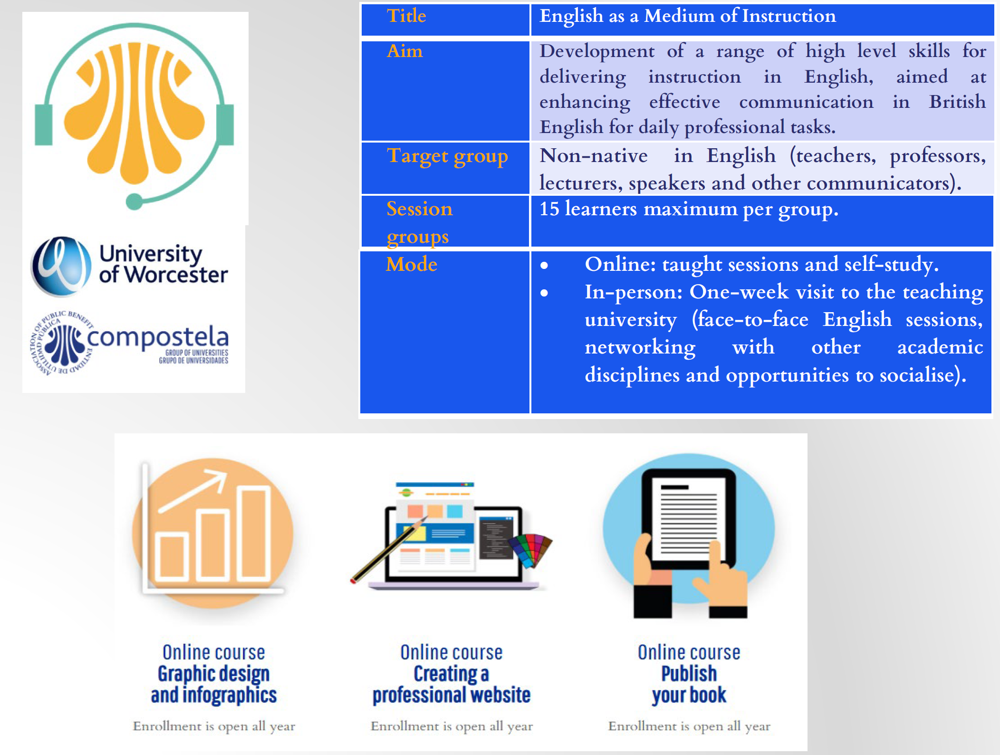 University
of Worcester
ASSOCIATION OF PUBLIC BENEFIT
ENTIDAD DE UTILIDAD PÚBLICA
compostela
GROUP OF UNIVERSITIES
GRUPO DE UNIVERSIDADES
Title
English as a Medium of Instruction
Aim
Development of a range of high level skills for
delivering instruction in English, aimed at
enhancing effective communication in British
English for daily professional tasks.
Target group
Non-native in English (teachers, professors,
lecturers, speakers and other communicators).
Session
groups
15 learners maximum per group.
Mode
• Online: taught sessions and self-study.
• In-person: One-week visit to the teaching
university (face-to-face English sessions,
networking with other academic
disciplines and opportunities to socialise).
Online course
Graphic design
and infographics
Enrollment is open all year
Online course
Creating a
professional website
Enrollment is open all year
Online course
Publish
your book
Enrollment is open all year